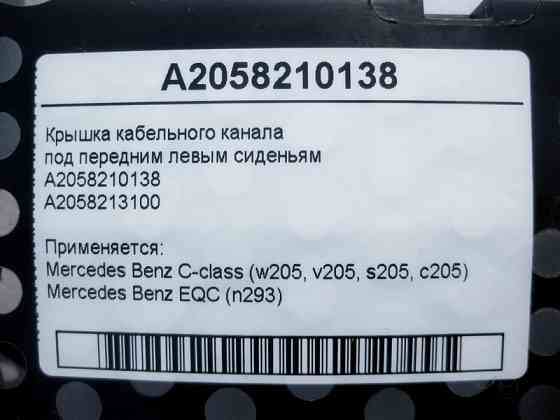 A2058210138
Крышка кабельного канала
под передним левым сиденьям
A2058210138
A2058213100
Применяется:
Mercedes Benz C-class (w205, v205, s205, c205)
Mercedes Benz EQC (n293)